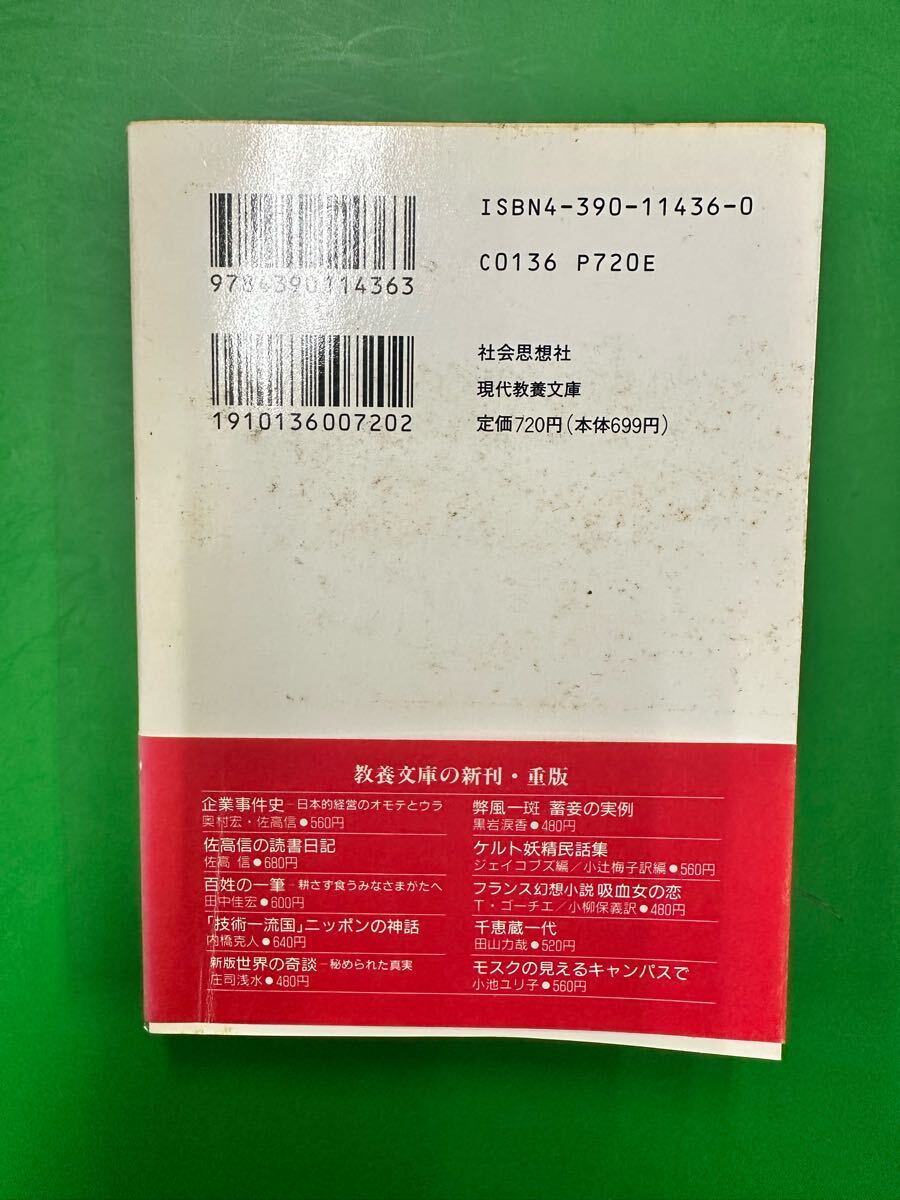 9784390114363
ISBN4-390-11436-0
C0136 P720E
1910136007202
社会思想社
現代教養文庫
定価720円(本体699円)
教養文庫の新刊・重版
企業事件史-日本的経営のオモテとウラ
奥村宏・佐高信●560円
佐高信の読書日記
佐高 信●680円
百姓の一筆-耕さず食うみなさまがたへ
田中佳宏●600円
「技術一流国」ニッポンの神話
内橋克人●640円
新版世界の奇談-秘められた真実
庄司浅水●480円
弊風一斑 蓄妾の実例
黒岩涙香●480円
ケルト妖精民話集
ジェイコブズ編/小辻梅子訳編●560円
フランス幻想小説 吸血女の恋
T・ゴーチエ/小柳保義訳●480円
千恵蔵一代
田山力哉●520円
モスクの見えるキャンパスで
小池ユリ子●560円